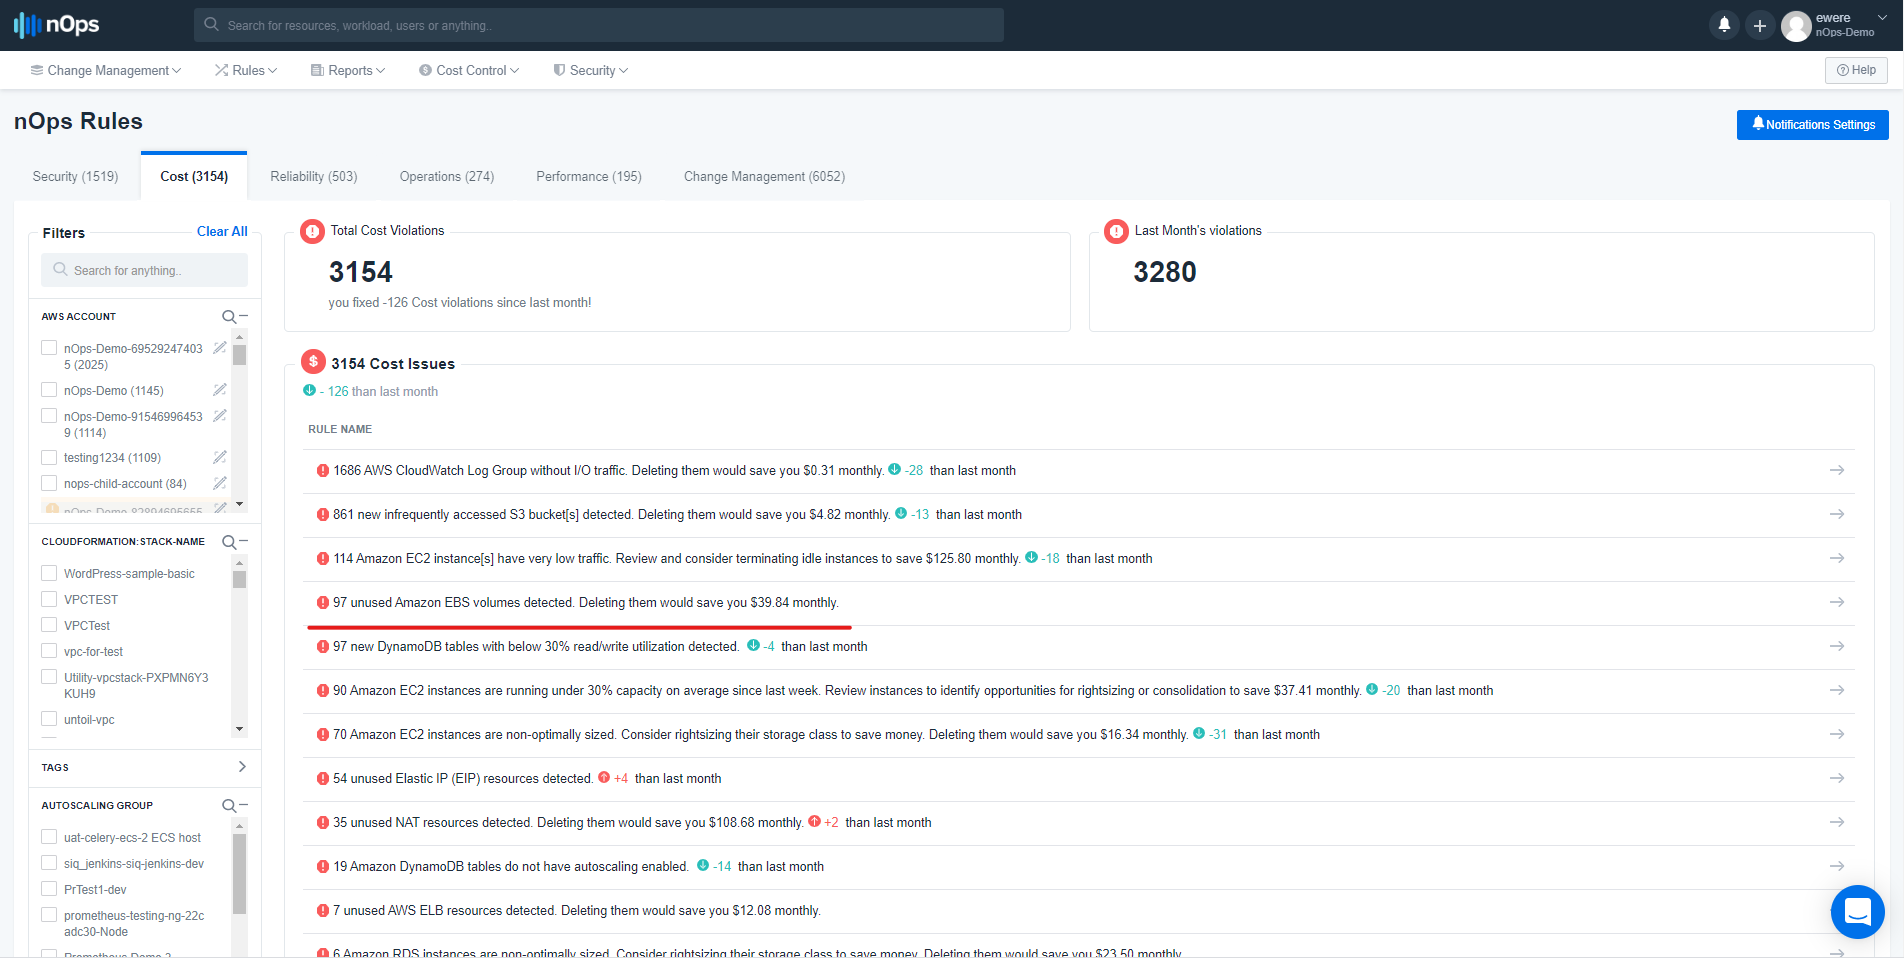 nOps
Search for resources, workload, users or anything..
ewere
nOps-Demo
Change Management
Rules
Reports
Cost Control
Security
Help
nOps Rules
Notifications Settings
Security (1519)
Cost (3154)
Reliability (503)
Operations (274)
Performance (195)
Change Management (6052)
Filters
Clear All
Search for anything..
AWS ACCOUNT
nOps-Demo-69529247403
5 (2025)
nOps-Demo (1145)
nOps-Demo-91546996453
9 (1114)
testing1234 (1109)
nops-child-account (84)
nOps-Demo-82894695655
CLOUDFORMATION:STACK-NAME
WordPress-sample-basic
VPCTEST
VPCTest
vpc-for-test
Utility-vpcstack-PXPMN6Y3
KUH9
untoil-vpc
TAGS
AUTOSCALING GROUP
uat-celery-ecs-2 ECS host
siq_jenkins-siq-jenkins-dev
PrTest1-dev
prometheus-testing-ng-22c
adc30-Node
Prometheus Demo 2
Total Cost Violations
3154
you fixed -126 Cost violations since last month!
Last Month's violations
3280
3154 Cost Issues
- 126 than last month
RULE NAME
1686 AWS CloudWatch Log Group without I/O traffic. Deleting them would save you $0.31 monthly. -28 than last month
861 new infrequently accessed S3 bucket[s] detected. Deleting them would save you $4.82 monthly. -13 than last month
114 Amazon EC2 instance[s] have very low traffic. Review and consider terminating idle instances to save $125.80 monthly. -18 than last month
97 unused Amazon EBS volumes detected. Deleting them would save you $39.84 monthly.
97 new DynamoDB tables with below 30% read/write utilization detected. -4 than last month
90 Amazon EC2 instances are running under 30% capacity on average since last week. Review instances to identify opportunities for rightsizing or consolidation to save $37.41 monthly. -20 than last month
70 Amazon EC2 instances are non-optimally sized. Consider rightsizing their storage class to save money. Deleting them would save you $16.34 monthly. -31 than last month
54 unused Elastic IP (EIP) resources detected. +4 than last month
35 unused NAT resources detected. Deleting them would save you $108.68 monthly. +2 than last month
19 Amazon DynamoDB tables do not have autoscaling enabled. -14 than last month
7 unused AWS ELB resources detected. Deleting them would save you $12.08 monthly.
6 Amazon RDS instances are non-optimally sized. Consider rightsizing their storage class to save money. Deleting them would save you $23.50 monthly.